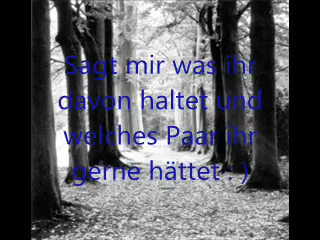 Sagt mir was ihr
davon haltet und
welches Paar ihr
gerne hättet : )